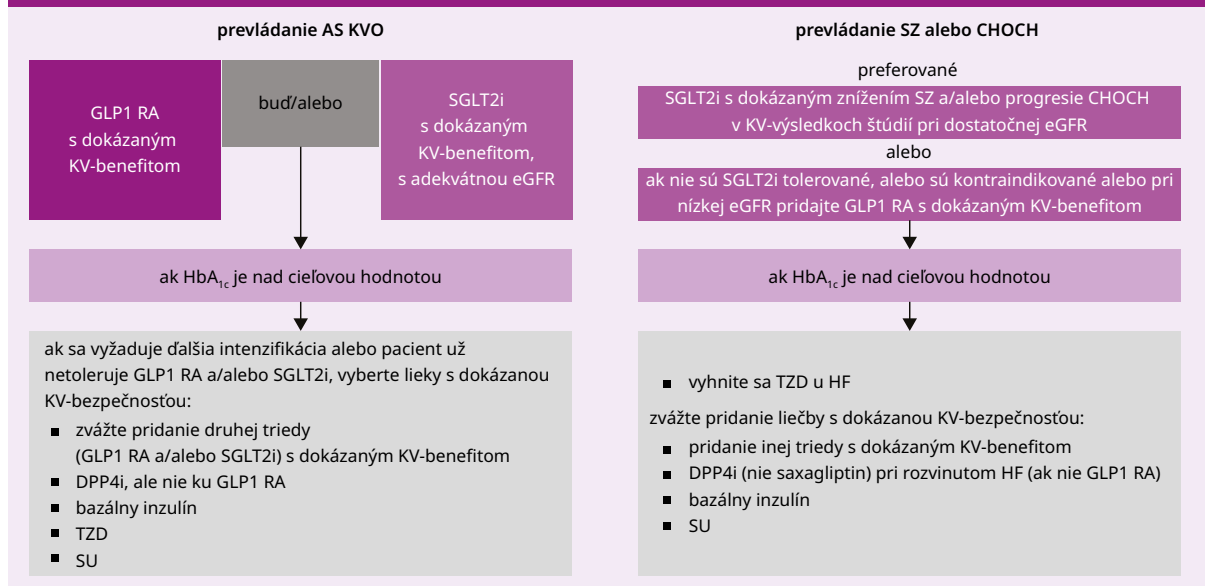 prevládanie AS KVO
GLP1 RA
s dokázaným
KV-benefitom
buď/alebo
SGLT2i
s dokázaným
KV-benefitom,
s adekvátnou eGFR
ak HbA1c je nad cieľovou hodnotou
ak sa vyžaduje ďalšia intenzifikácia alebo pacient už
netoleruje GLP1 RA a/alebo SGLT2i, vyberte lieky s dokázanou
KV-bezpečnosťou:
▪ zvážte pridanie druhej triedy
(GLP1 RA a/alebo SGLT2i) s dokázaným KV-benefitom
▪ DPP4i, ale nie ku GLP1 RA
▪ bazálny inzulín
▪ TZD
▪ SU
prevládanie SZ alebo CHOCH
preferované
SGLT2i s dokázaným znížením SZ a/alebo progresie CHOCH
v KV-výsledkoch štúdií pri dostatočnej eGFR
alebo
ak nie sú SGLT2i tolerované, alebo sú kontraindikované alebo pri
nízkej eGFR pridajte GLP1 RA s dokázaným KV-benefitom
ak HbA1c je nad cieľovou hodnotou
▪ vyhnite sa TZD u HF
zvážte pridanie liečby s dokázanou KV-bezpečnosťou:
▪ pridanie inej triedy s dokázaným KV-benefitom
▪ DPP4i (nie saxagliptin) pri rozvinutom HF (ak nie GLP1 RA)
▪ bazálny inzulín
▪ SU